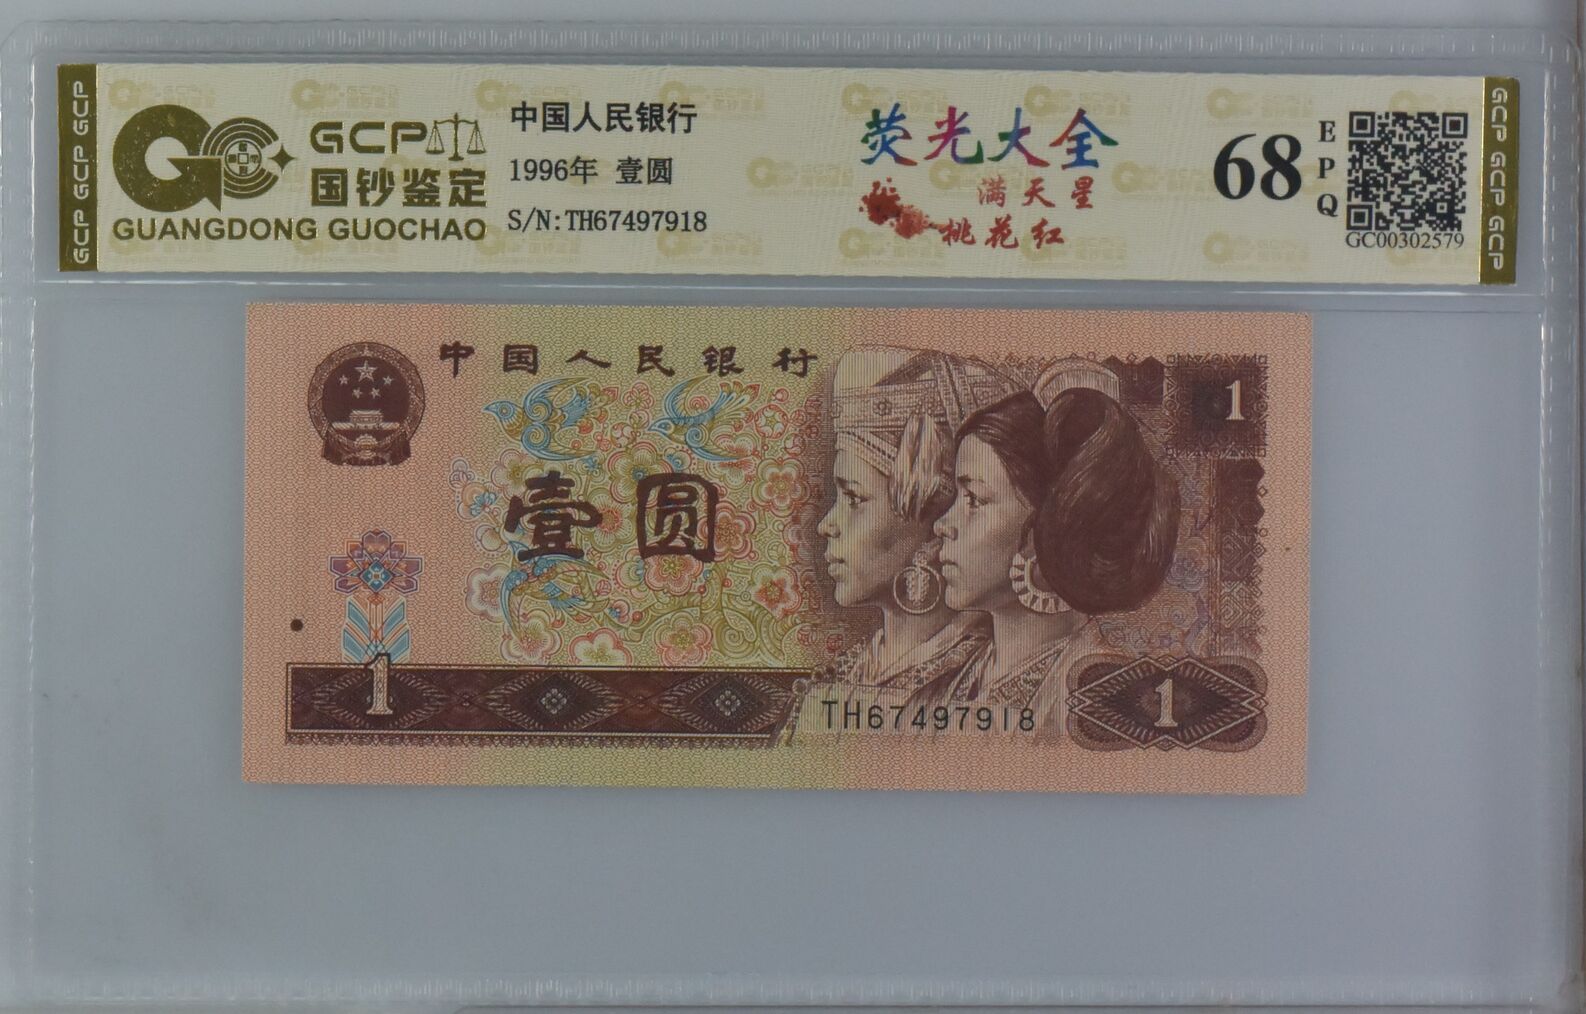 GCP GCP GCP
GCP
国钞鉴定
GUANGDONG GUOCHAO
中国人民银行
1996年 壹圆
S/N:TH67497918
荧光大全
满天星
桃花红
68
EPQ
GC00302579
GCP GCP GCP
中国人民银行
1
壹圆
1
TH67497918
1